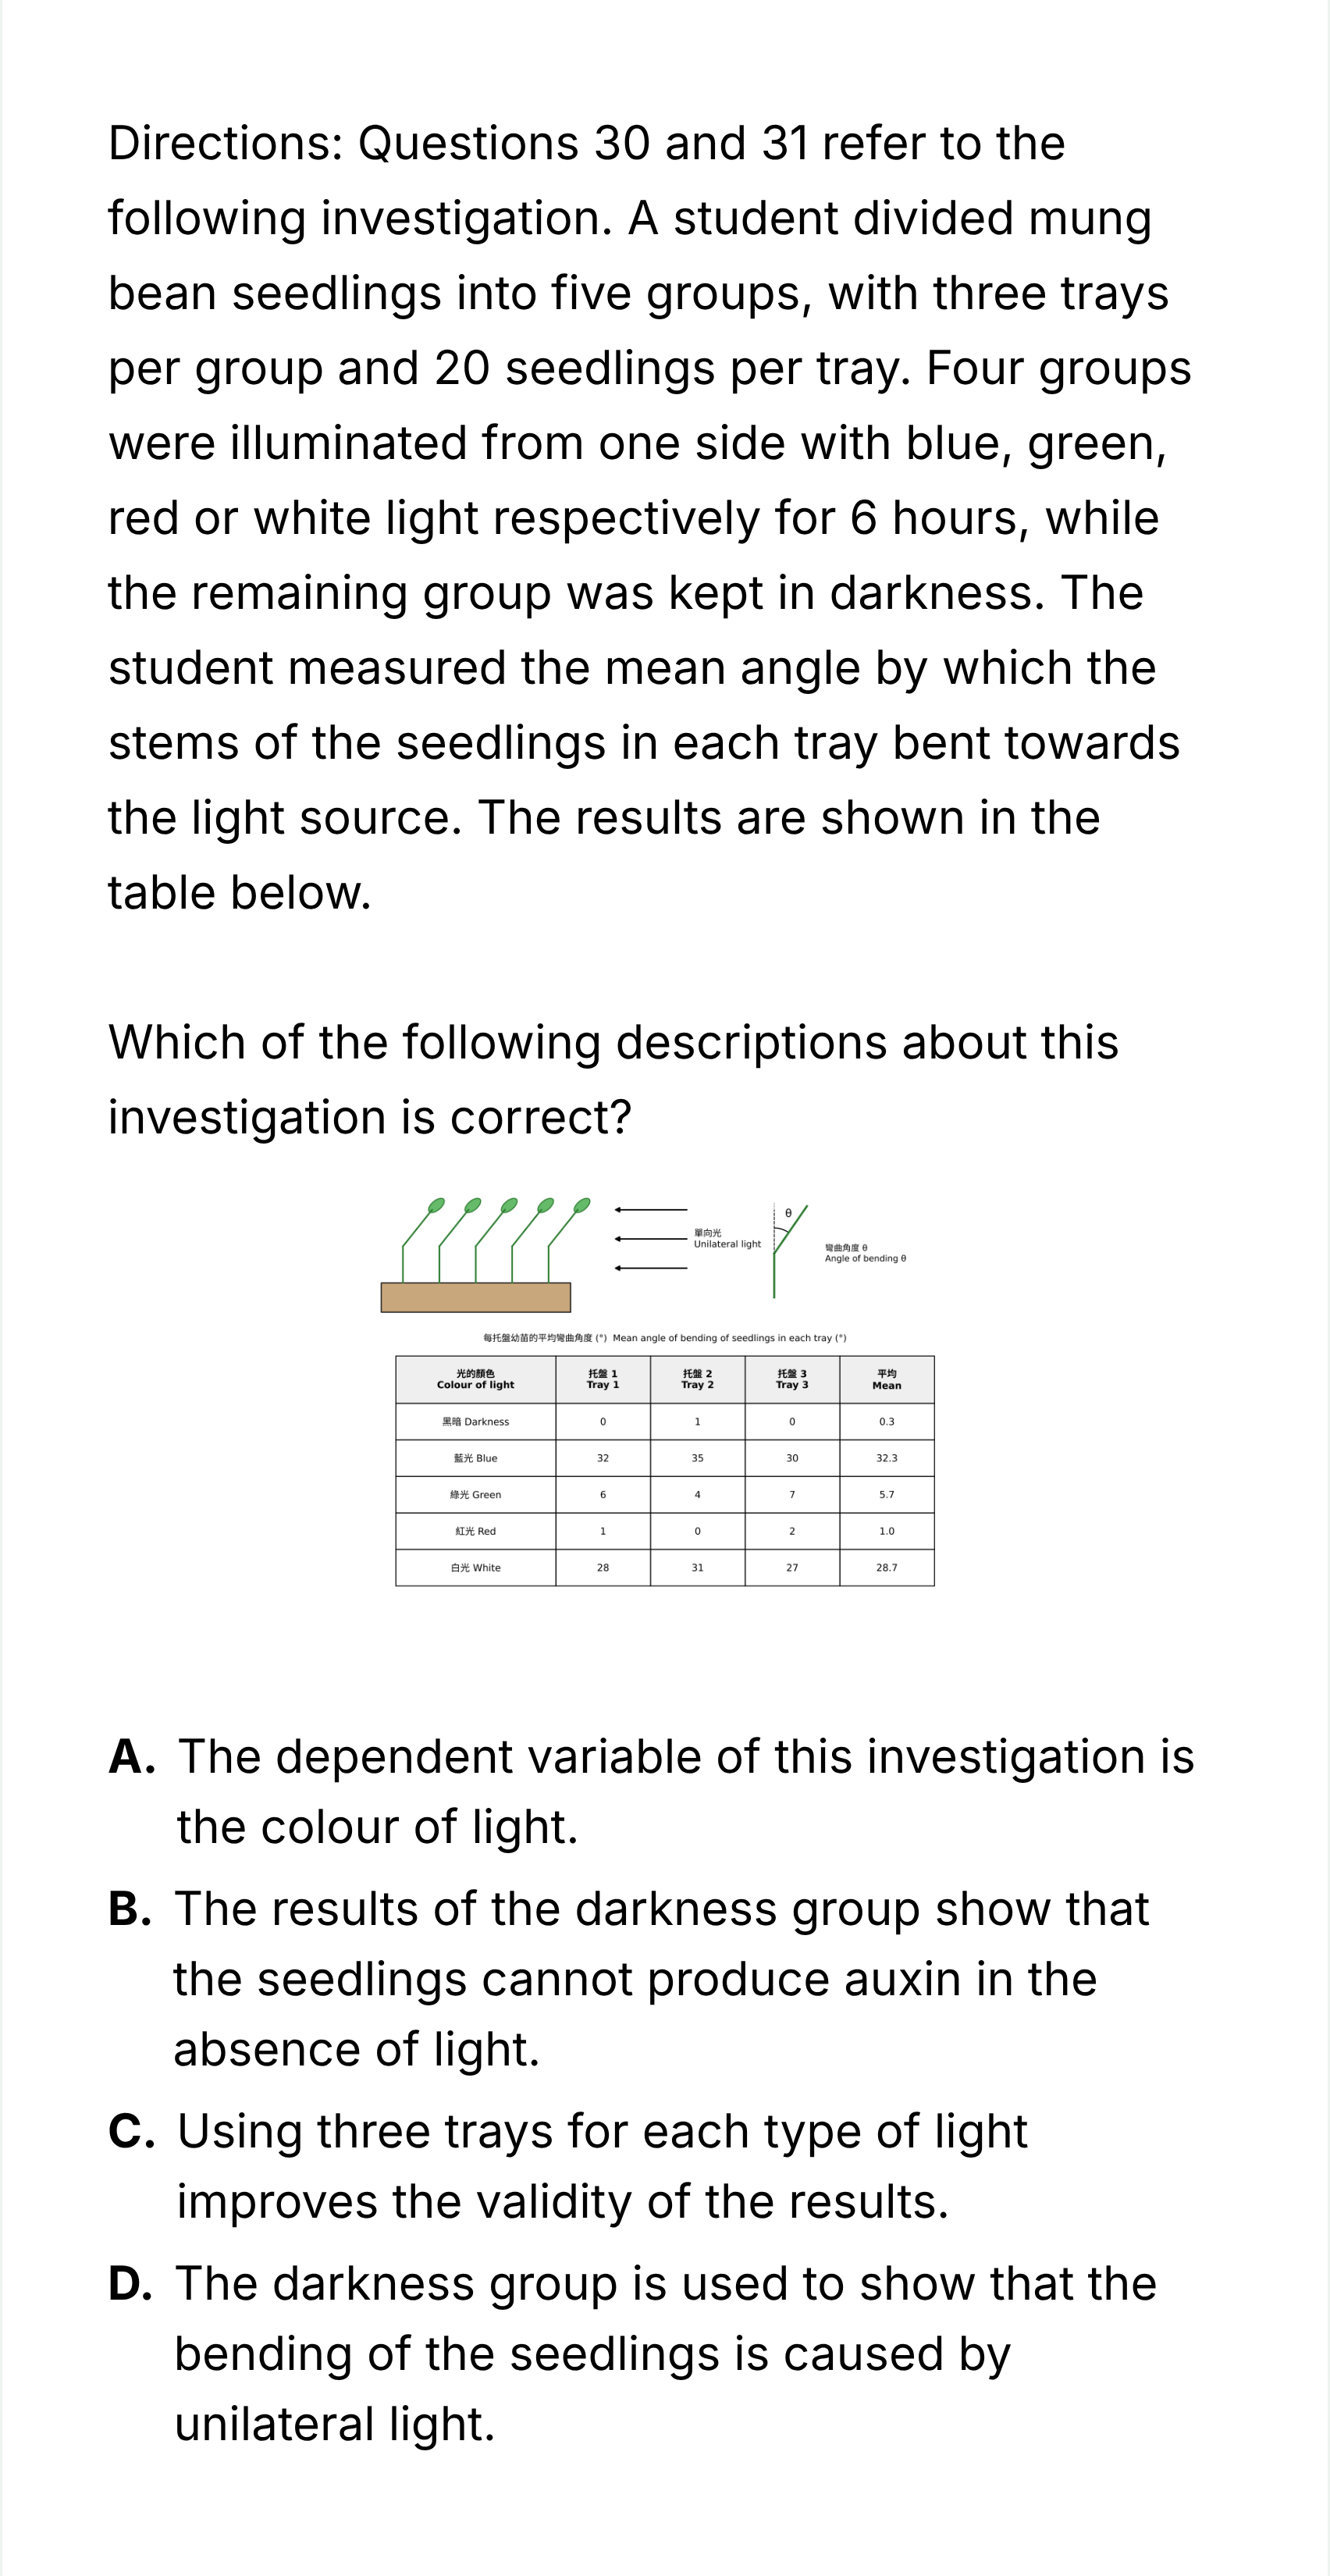 Directions: Questions 30 and 31 refer to the
following investigation. A student divided mung
bean seedlings into five groups, with three trays
per group and 20 seedlings per tray. Four groups
were illuminated from one side with blue, green,
red or white light respectively for 6 hours, while
the remaining group was kept in darkness. The
student measured the mean angle by which the
stems of the seedlings in each tray bent towards
the light source. The results are shown in the
table below.
Which of the following descriptions about this
investigation is correct?
θ
單向光
Unilateral light
彎曲角度 θ
Angle of bending θ
每托盤幼苗的平均彎曲角度 (°) Mean angle of bending of seedlings in each tray (°)
光的顏色 托盤 1 托盤 2 托盤 3 平均
Colour of light Tray 1 Tray 2 Tray 3 Mean
黑暗 Darkness 0 1 0 0.3
藍光 Blue 32 35 30 32.3
綠光 Green 6 4 7 5.7
紅光 Red 1 0 2 1.0
白光 White 28 31 27 28.7
A. The dependent variable of this investigation is
the colour of light.
B. The results of the darkness group show that
the seedlings cannot produce auxin in the
absence of light.
C. Using three trays for each type of light
improves the validity of the results.
D. The darkness group is used to show that the
bending of the seedlings is caused by
unilateral light.